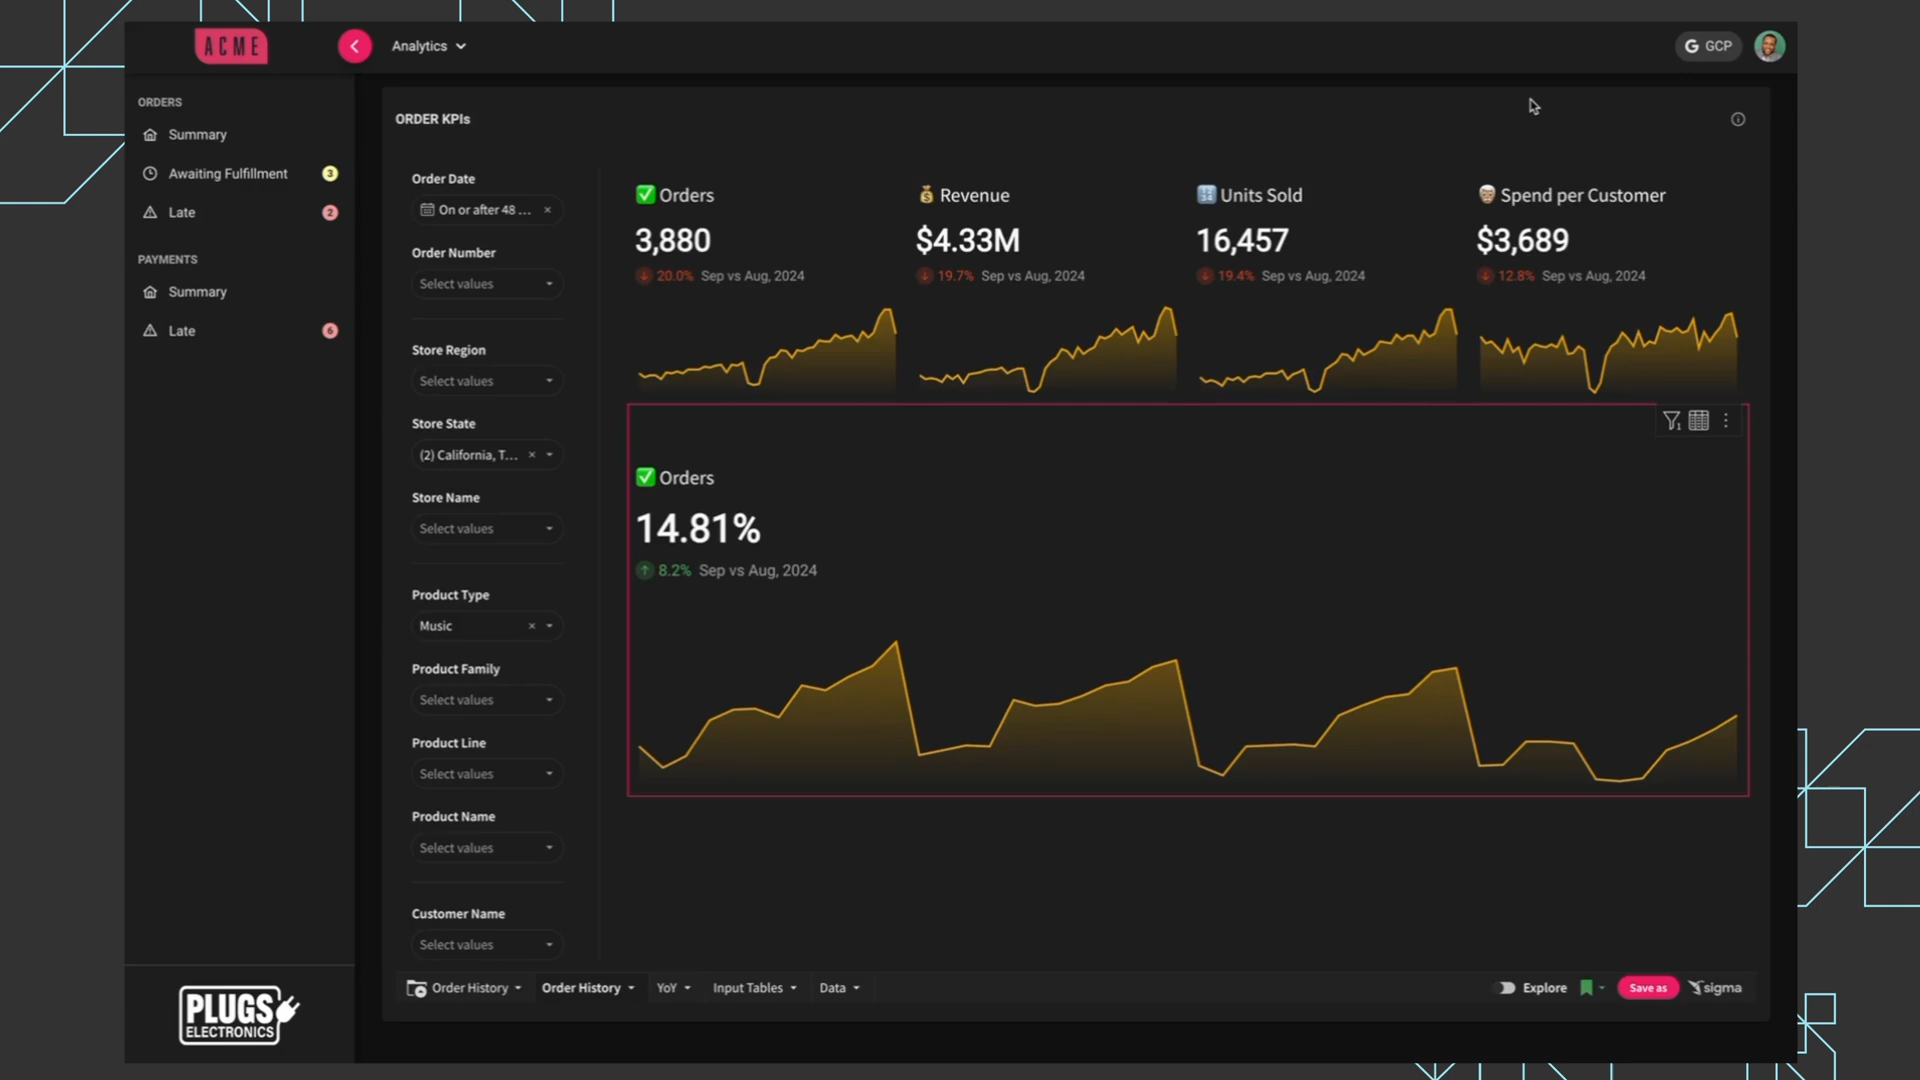 ACME
Analytics
G GCP
ORDERS
Summary
Awaiting Fulfillment 3
Late 2
PAYMENTS
Summary
Late 6
PLUGS
ELECTRONICS
ORDER KPIs
Order Date
On or after 48 ...
Order Number
Select values
Store Region
Select values
Store State
(2) California, T...
Store Name
Select values
Product Type
Music
Product Family
Select values
Product Line
Select values
Product Name
Select values
Customer Name
Select values
Orders
3,880
20.0% Sep vs Aug, 2024
Revenue
$4.33M
19.7% Sep vs Aug, 2024
Units Sold
16,457
19.4% Sep vs Aug, 2024
Spend per Customer
$3,689
12.8% Sep vs Aug, 2024
Orders
14.81%
8.2% Sep vs Aug, 2024
Order History
Order History
YoY
Input Tables
Data
Explore
Save as
sigma